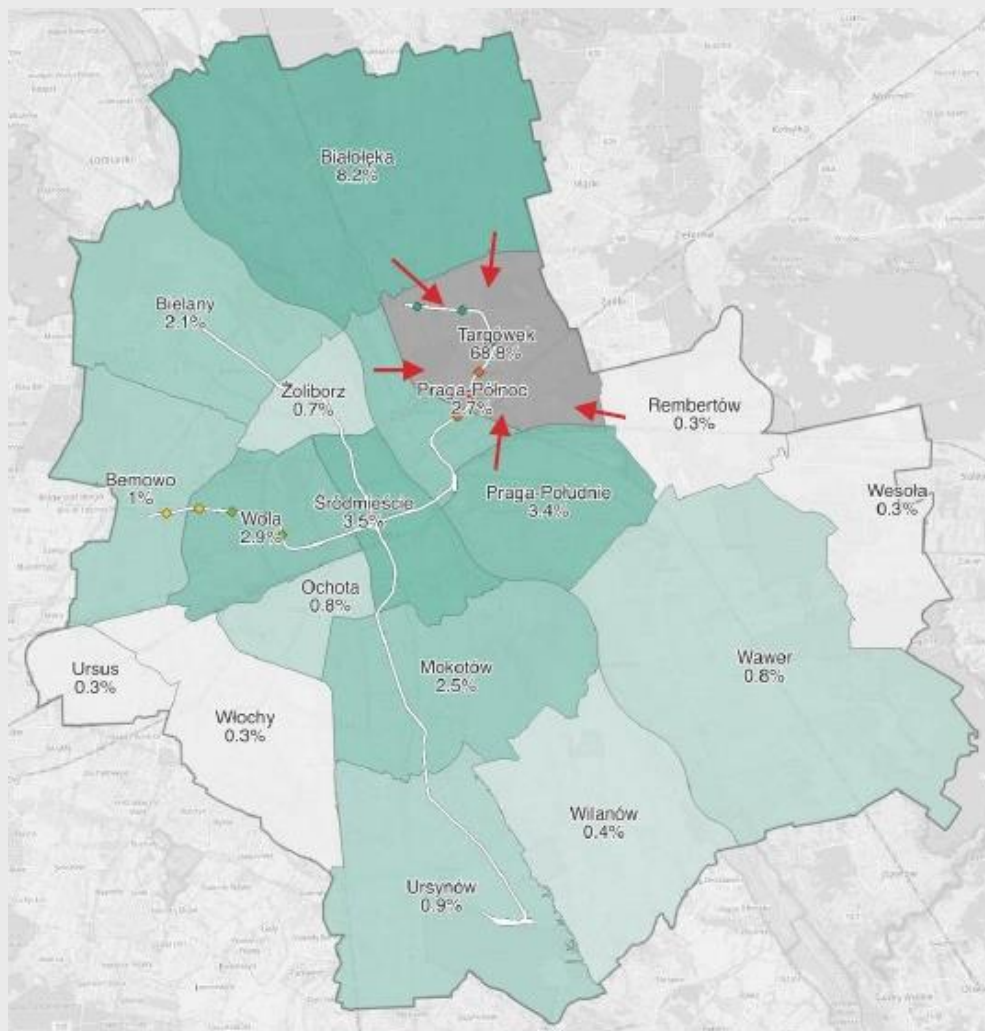 Białołęka
8.2%
Bielany
2.1%
Targówek
68.8%
Żoliborz
0.7%
Praga-Północ
2.7%
Rembertów
0.3%
Bemowo
1%
Wola
2.9%
Śródmieście
3.5%
Praga-Południe
3.4%
Wesoła
0.3%
Ochota
0.8%
Ursus
0.3%
Mokotów
2.5%
Wawer
0.8%
Włochy
0.3%
Wilanów
0.4%
Ursynów
0.9%